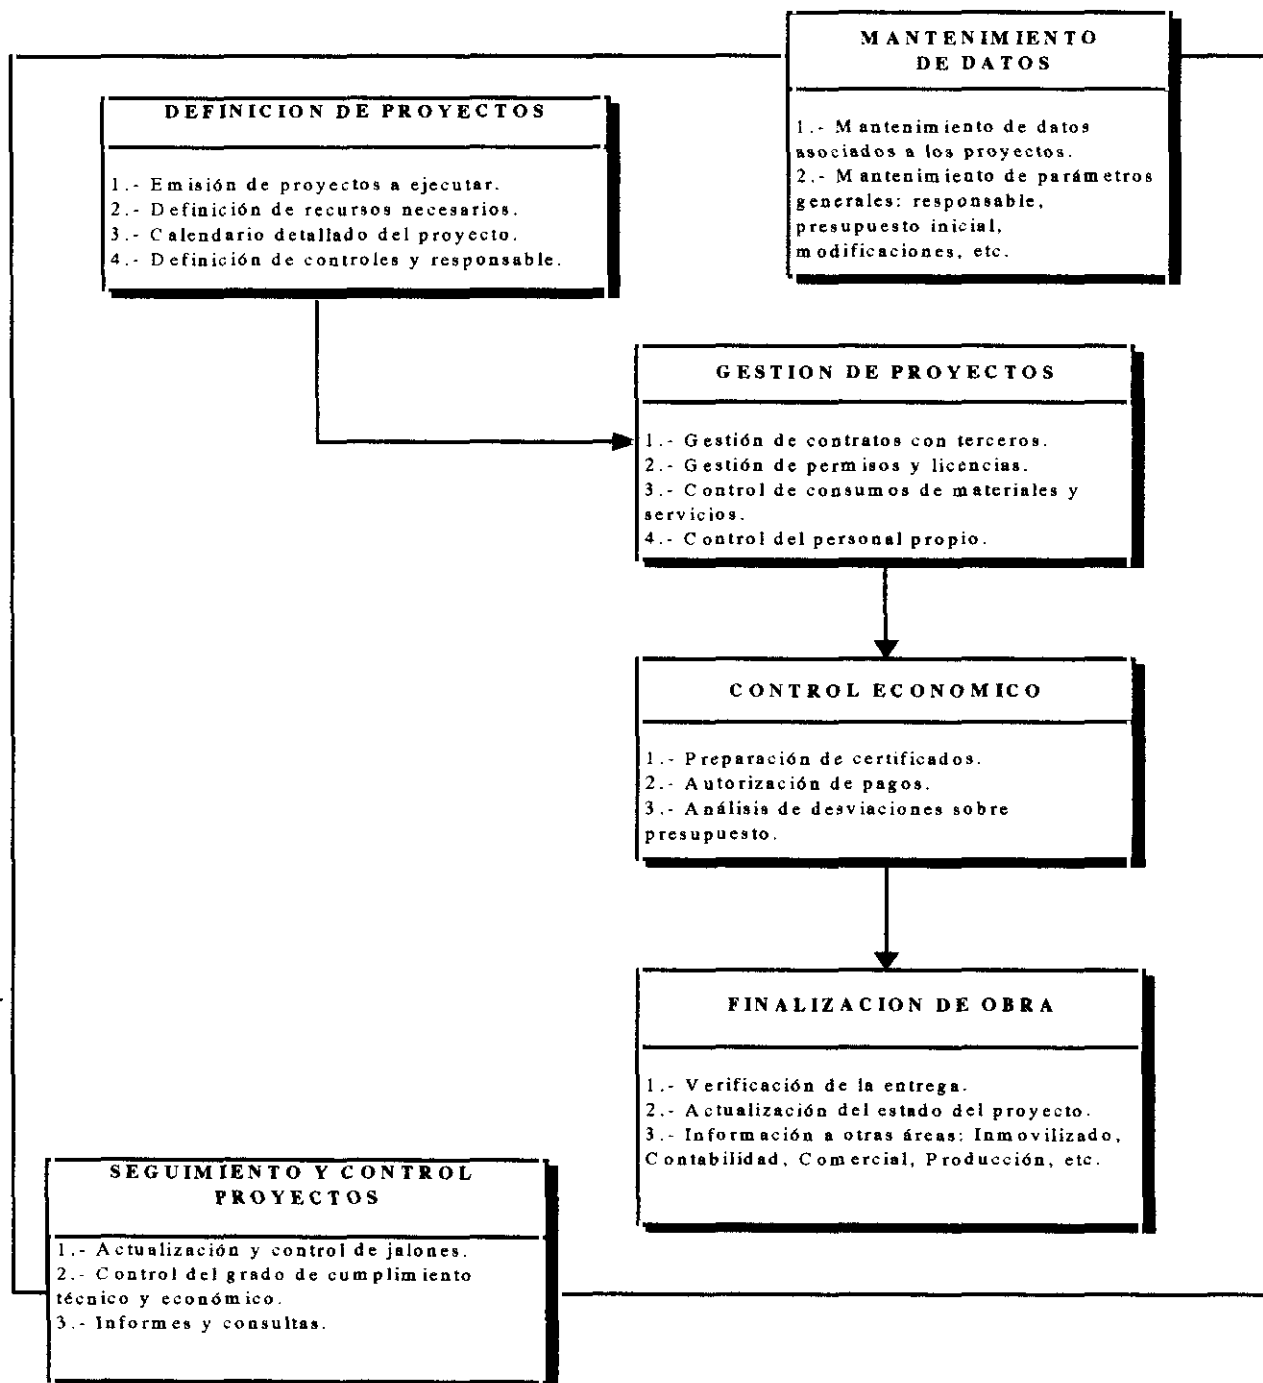 MANTENIMIENTO
DE DATOS
1.- Mantenimiento de datos
asociados a los proyectos.
2.- Mantenimiento de parámetros
generales: responsable,
presupuesto inicial,
modificaciones, etc.
DEFINICION DE PROYECTOS
1.- Emisión de proyectos a ejecutar.
2.- Definición de recursos necesarios.
3.- Calendario detallado del proyecto.
4.- Definición de controles y responsable.
GESTION DE PROYECTOS
1.- Gestión de contratos con terceros.
2.- Gestión de permisos y licencias.
3.- Control de consumos de materiales y
servicios.
4.- Control del personal propio.
CONTROL ECONOMICO
1.- Preparación de certificados.
2.- Autorización de pagos.
3.- Análisis de desviaciones sobre
presupuesto.
FINALIZACION DE OBRA
1.- Verificación de la entrega.
2.- Actualización del estado del proyecto.
3.- Información a otras áreas: Inmovilizado,
Contabilidad, Comercial, Producción, etc.
SEGUIMIENTO Y CONTROL
PROYECTOS
1.- Actualización y control de jalones.
2.- Control del grado de cumplimiento
técnico y económico.
3.- Informes y consultas.